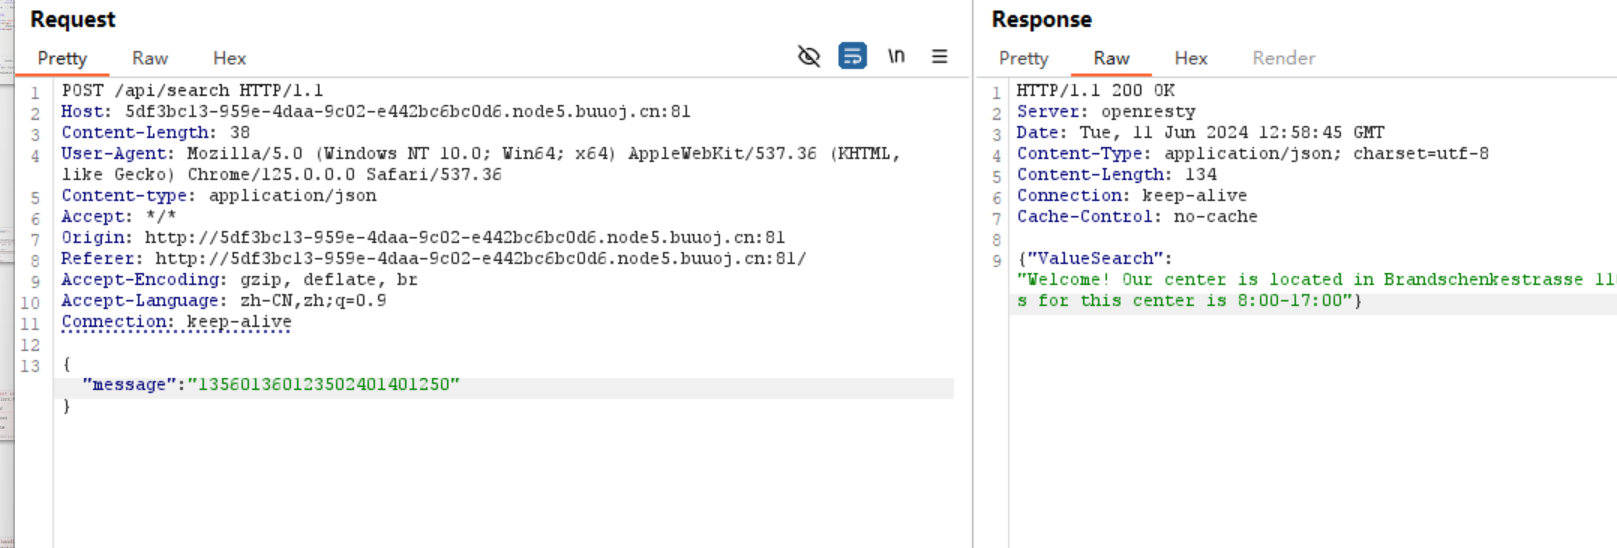 Request
Pretty Raw Hex
\n
1 POST /api/search HTTP/1.1
2 Host: 5df3bc13-959e-4daa-9c02-e442bc6bc0d6.node5.buuoj.cn:81
3 Content-Length: 38
4 User-Agent: Mozilla/5.0 (Windows NT 10.0; Win64; x64) AppleWebKit/537.36 (KHTML,
like Gecko) Chrome/125.0.0.0 Safari/537.36
5 Content-type: application/json
6 Accept: */*
7 Origin: http://5df3bc13-959e-4daa-9c02-e442bc6bc0d6.node5.buuoj.cn:81
8 Referer: http://5df3bc13-959e-4daa-9c02-e442bc6bc0d6.node5.buuoj.cn:81/
9 Accept-Encoding: gzip, deflate, br
10 Accept-Language: zh-CN,zh;q=0.9
11 Connection: keep-alive
12
13 {
"message":"135601360123502401401250"
}
Response
Pretty Raw Hex Render
1 HTTP/1.1 200 OK
2 Server: openresty
3 Date: Tue, 11 Jun 2024 12:58:45 GMT
4 Content-Type: application/json; charset=utf-8
5 Content-Length: 134
6 Connection: keep-alive
7 Cache-Control: no-cache
8
9 {"ValueSearch":
"Welcome! Our center is located in Brandschenkestrasse 11
s for this center is 8:00-17:00"}